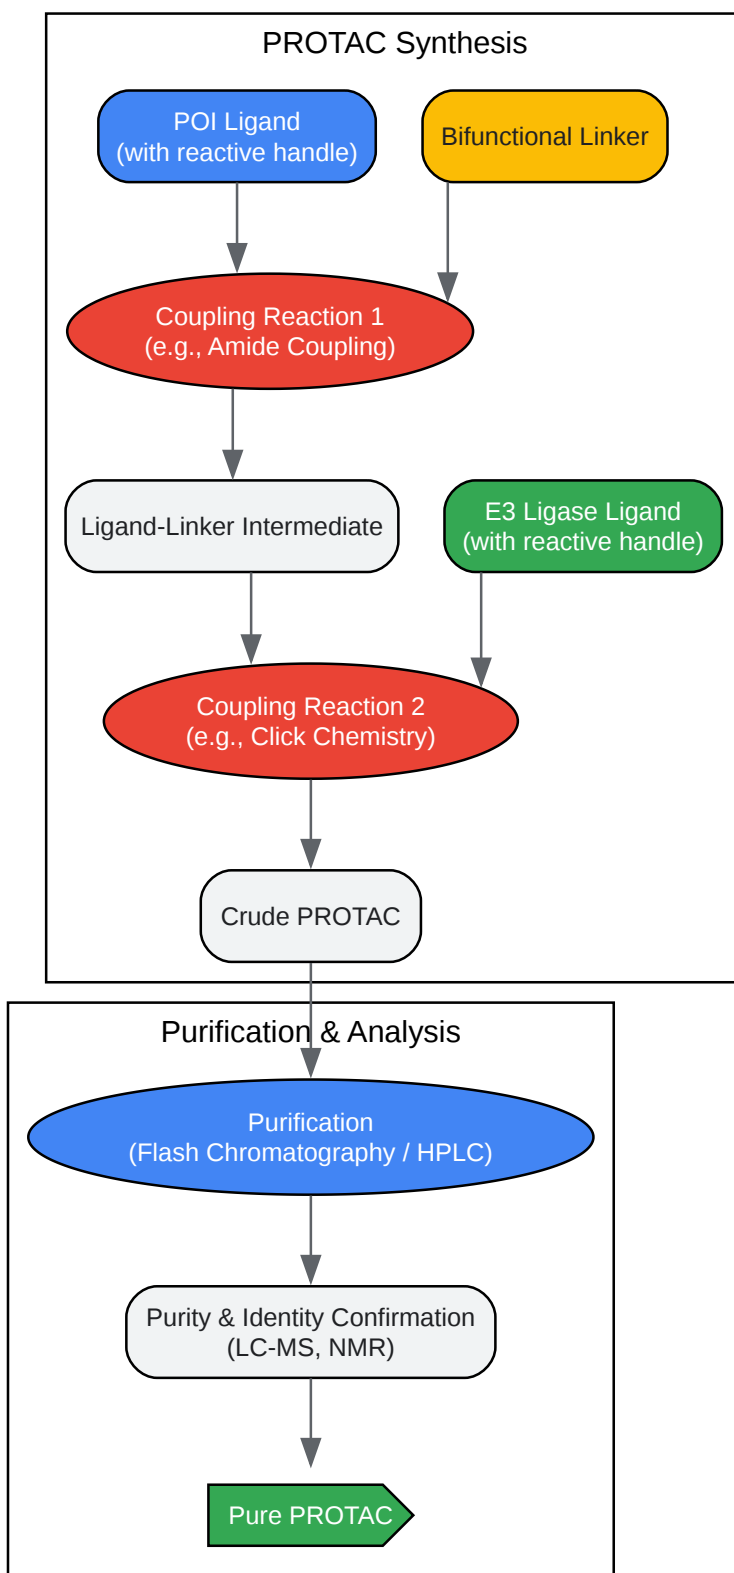 PROTAC Synthesis
POI Ligand
(with reactive handle)
Bifunctional Linker
Coupling Reaction 1
(e.g., Amide Coupling)
Ligand-Linker Intermediate
E3 Ligase Ligand
(with reactive handle)
Coupling Reaction 2
(e.g., Click Chemistry)
Crude PROTAC
Purification & Analysis
Purification
(Flash Chromatography / HPLC)
Purity & Identity Confirmation
(LC-MS, NMR)
Pure PROTAC